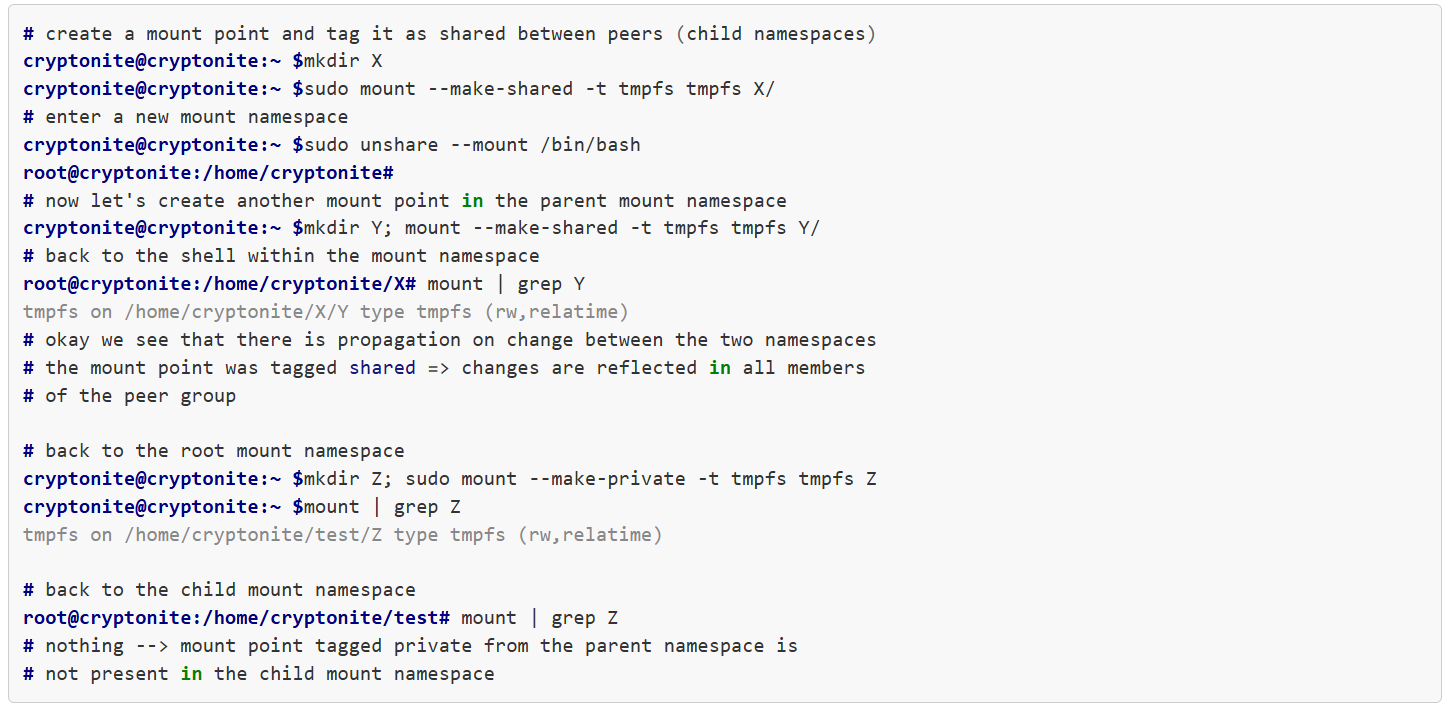 # create a mount point and tag it as shared between peers (child namespaces)
cryptonite@cryptonite:~ $mkdir X
cryptonite@cryptonite:~ $sudo mount --make-shared -t tmpfs tmpfs X/
# enter a new mount namespace
cryptonite@cryptonite:~ $sudo unshare --mount /bin/bash
root@cryptonite:/home/cryptonite#
# now let's create another mount point in the parent mount namespace
cryptonite@cryptonite:~ $mkdir Y; mount --make-shared -t tmpfs tmpfs Y/
# back to the shell within the mount namespace
root@cryptonite:/home/cryptonite/X# mount | grep Y
tmpfs on /home/cryptonite/X/Y type tmpfs (rw,relatime)
# okay we see that there is propagation on change between the two namespaces
# the mount point was tagged shared => changes are reflected in all members
# of the peer group
# back to the root mount namespace
cryptonite@cryptonite:~ $mkdir Z; sudo mount --make-private -t tmpfs tmpfs Z
cryptonite@cryptonite:~ $mount | grep Z
tmpfs on /home/cryptonite/test/Z type tmpfs (rw,relatime)
# back to the child mount namespace
root@cryptonite:/home/cryptonite/test# mount | grep Z
# nothing --> mount point tagged private from the parent namespace is
# not present in the child mount namespace